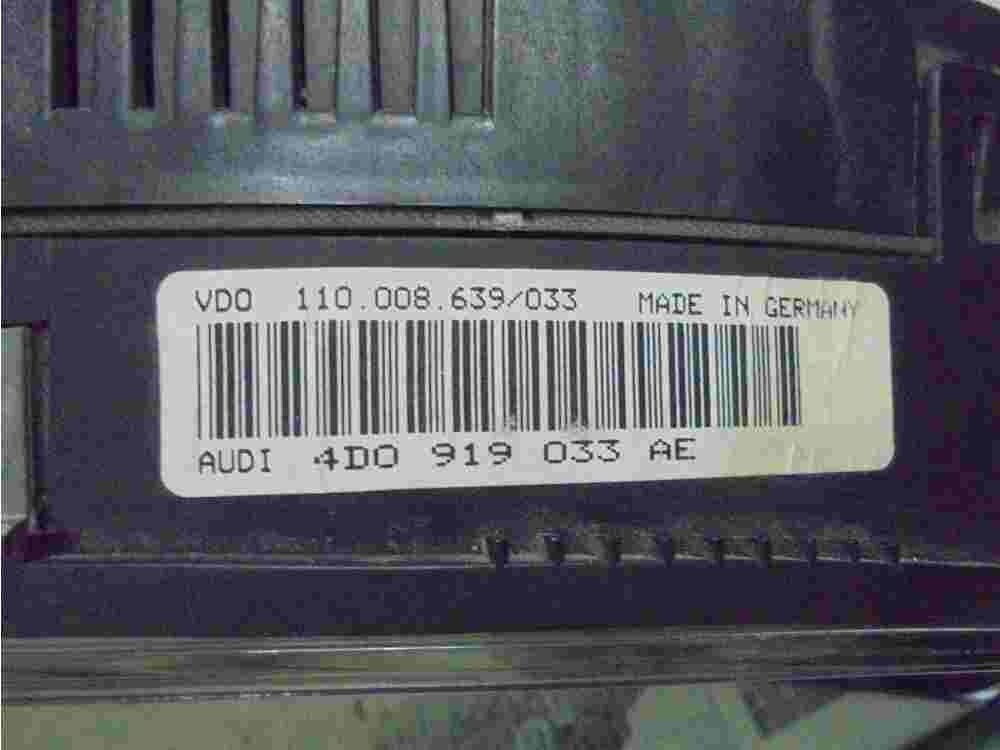 VDO 110.008.639/033 MADE IN GERMANY
AUDI 4D0 919 033 AE